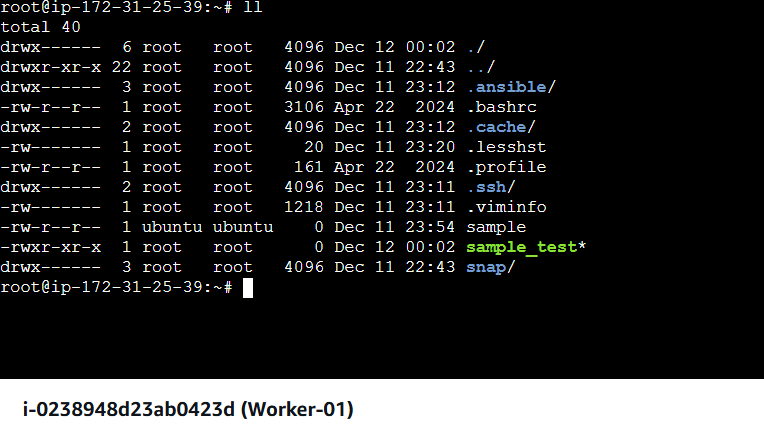 root@ip-172-31-25-39:~# ll
total 40
drwx------  6 root   root   4096 Dec 12 00:02 ./
drwxr-xr-x 22 root   root   4096 Dec 11 22:43 ../
drwx------  3 root   root   4096 Dec 11 23:12 .ansible/
-rw-r--r--  1 root   root   3106 Apr 22  2024 .bashrc
drwx------  2 root   root   4096 Dec 11 23:12 .cache/
-rw-------  1 root   root     20 Dec 11 23:20 .lesshst
-rw-r--r--  1 root   root    161 Apr 22  2024 .profile
drwx------  2 root   root   4096 Dec 11 23:11 .ssh/
-rw-------  1 root   root   1218 Dec 11 23:11 .viminfo
-rw-r--r--  1 ubuntu ubuntu    0 Dec 11 23:54 sample
-rwxr-xr-x  1 root   root      0 Dec 12 00:02 sample_test*
drwx------  3 root   root   4096 Dec 11 22:43 snap/
root@ip-172-31-25-39:~#
i-0238948d23ab0423d (Worker-01)